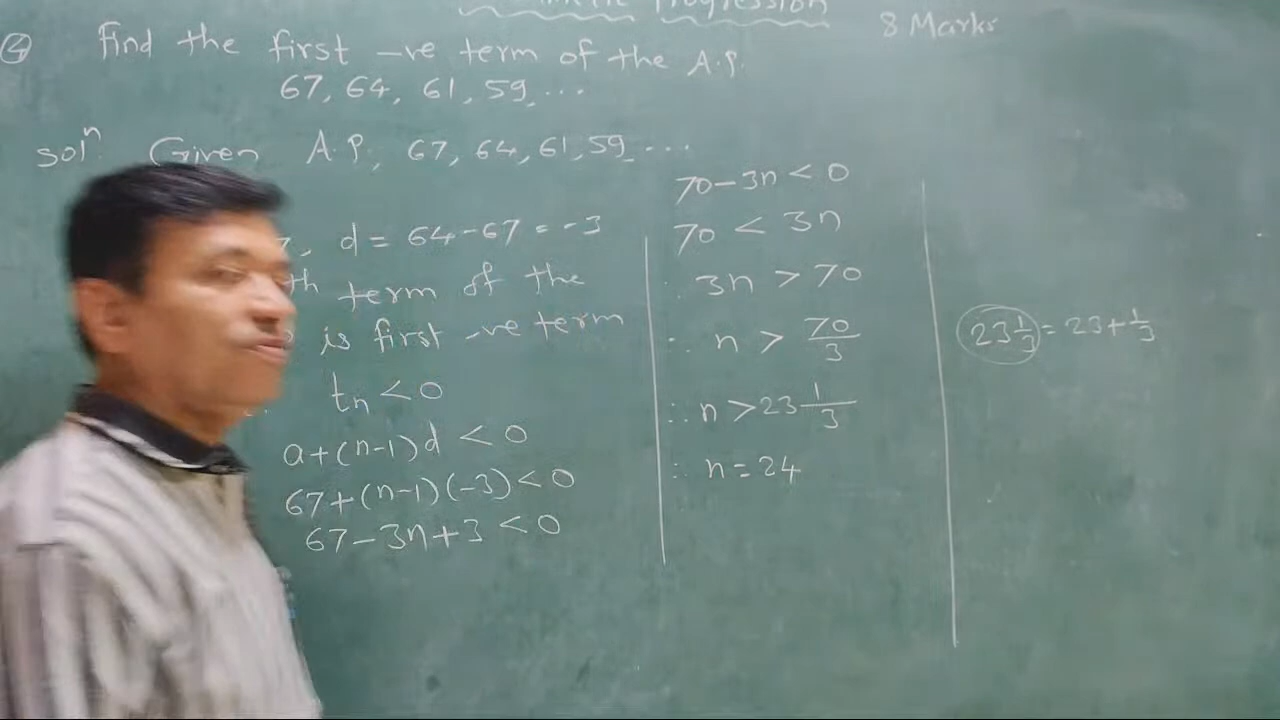 Progression
8 Marks
④ Find the first -ve term of the A.P.
67, 64, 61, 59, ...
solⁿ Given A.P, 67, 64, 61, 59, ...
, d = 64-67 = -3
th term of the
is first -ve term
tn < 0
a+(n-1)d < 0
67+(n-1)(-3) < 0
67-3n+3 < 0
70-3n < 0
70 < 3n
∴ 3n > 70
∴ n > 70/3
∴ n > 23 1/3
∴ n = 24
23 1/3 = 23 + 1/3